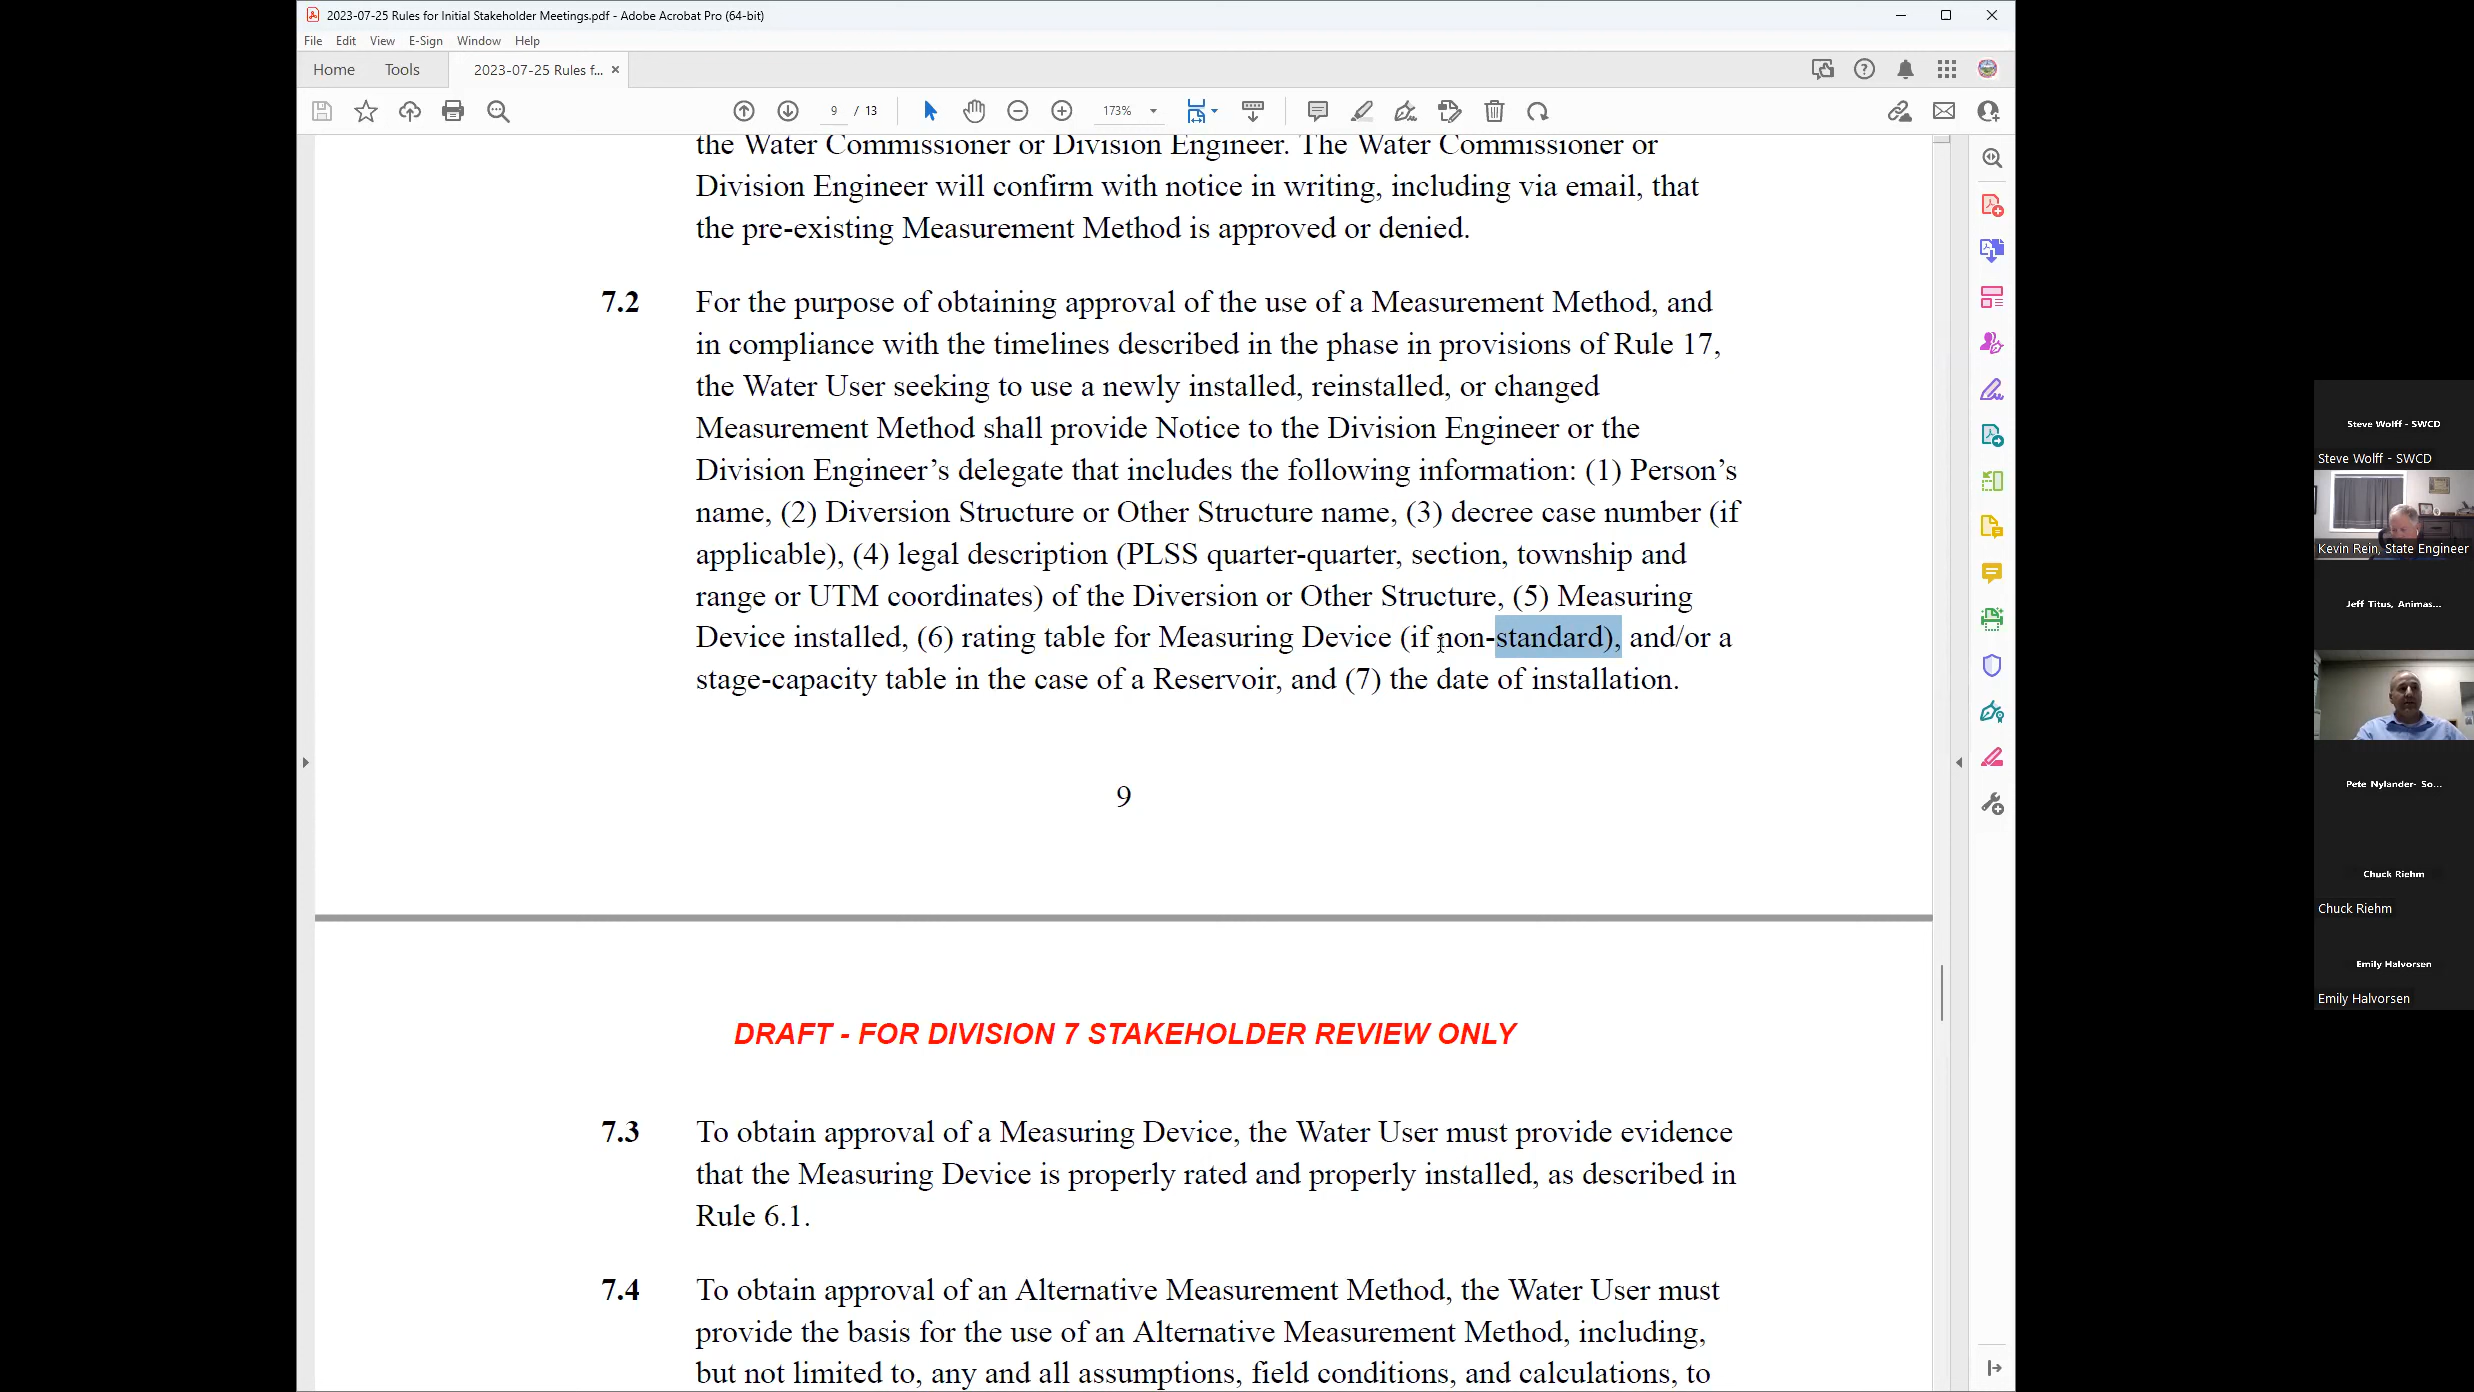 2023-07-25 Rules for Initial Stakeholder Meetings.pdf - Adobe Acrobat Pro (64-bit)
File Edit View E-Sign Window Help
Home Tools 2023-07-25 Rules f... ×
9 / 13 173%
the Water Commissioner or Division Engineer. The Water Commissioner or
Division Engineer will confirm with notice in writing, including via email, that
the pre-existing Measurement Method is approved or denied.
7.2 For the purpose of obtaining approval of the use of a Measurement Method, and
in compliance with the timelines described in the phase in provisions of Rule 17,
the Water User seeking to use a newly installed, reinstalled, or changed
Measurement Method shall provide Notice to the Division Engineer or the
Division Engineer’s delegate that includes the following information: (1) Person’s
name, (2) Diversion Structure or Other Structure name, (3) decree case number (if
applicable), (4) legal description (PLSS quarter-quarter, section, township and
range or UTM coordinates) of the Diversion or Other Structure, (5) Measuring
Device installed, (6) rating table for Measuring Device (if non-standard), and/or a
stage-capacity table in the case of a Reservoir, and (7) the date of installation.
9
DRAFT - FOR DIVISION 7 STAKEHOLDER REVIEW ONLY
7.3 To obtain approval of a Measuring Device, the Water User must provide evidence
that the Measuring Device is properly rated and properly installed, as described in
Rule 6.1.
7.4 To obtain approval of an Alternative Measurement Method, the Water User must
provide the basis for the use of an Alternative Measurement Method, including,
but not limited to, any and all assumptions, field conditions, and calculations, to
Steve Wolff - SWCD
Steve Wolff - SWCD
Kevin Rein, State Engineer
Jeff Titus, Animas...
Pete Nylander- So...
Chuck Riehm
Chuck Riehm
Emily Halvorsen
Emily Halvorsen